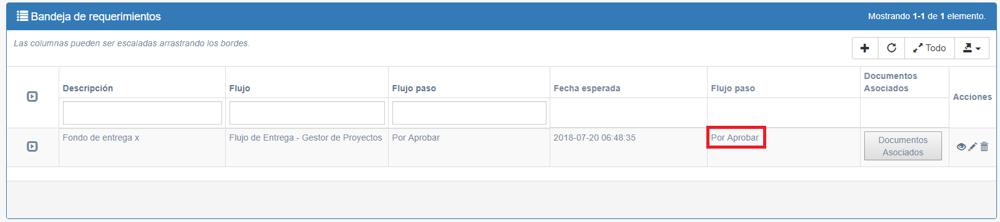 Bandeja de requerimientos
Mostrando 1-1 de 1 elemento.
Las columnas pueden ser escaladas arrastrando los bordes.
Todo
Descripción
Flujo
Flujo paso
Fecha esperada
Flujo paso
Documentos
Asociados
Acciones
Fondo de entrega x
Flujo de Entrega - Gestor de Proyectos
Por Aprobar
2018-07-20 06:48:35
Por Aprobar
Documentos
Asociados